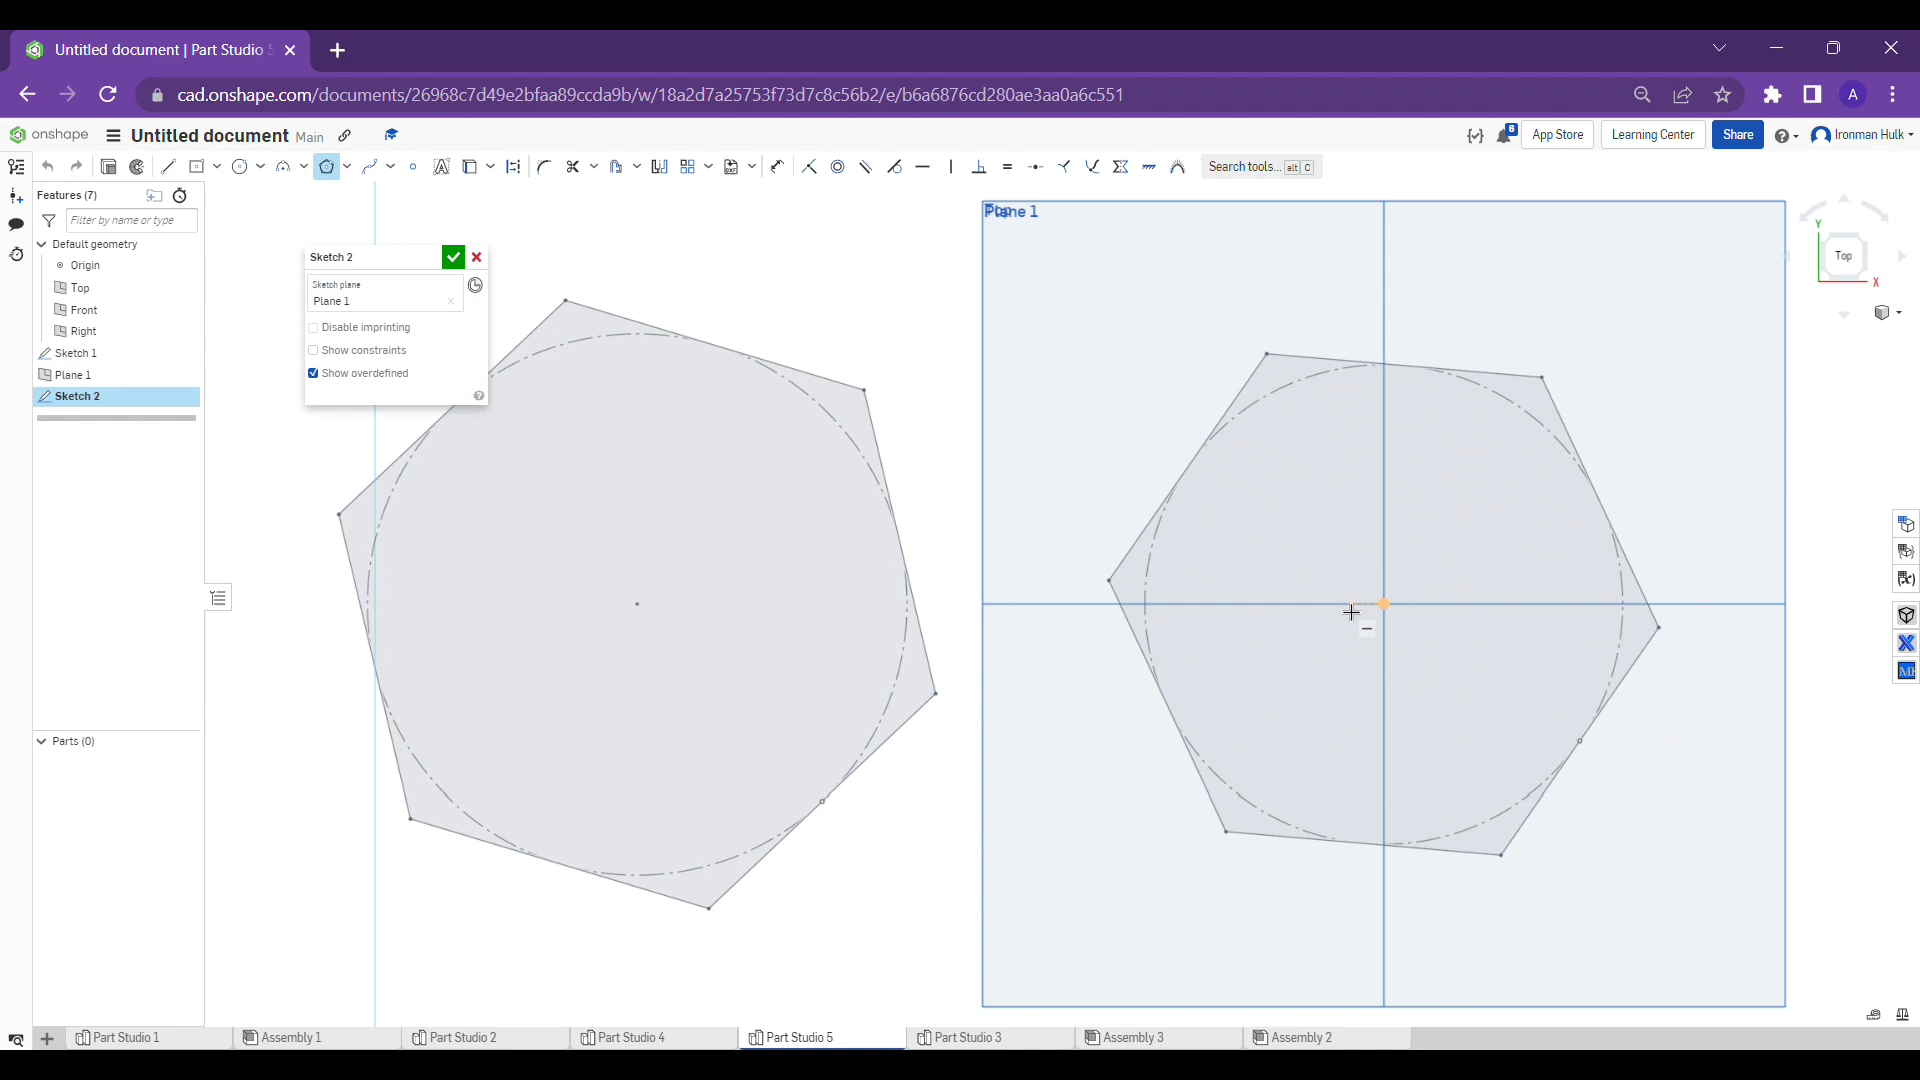 Untitled document | Part Studio 5
cad.onshape.com/documents/26968c7d49e2bfaa89ccda9b/w/18a2d7a25753f73d7c8c56b2/e/b6a6876cd280ae3aa0a6c551
A
onshape
Untitled document Main
6
App Store
Learning Center
Share
Ironman Hulk
Search tools... alt C
Features (7)
Filter by name or type
Default geometry
Origin
Top
Front
Right
Sketch 1
Plane 1
Sketch 2
Parts (0)
Sketch 2
Sketch plane
Plane 1
Disable imprinting
Show constraints
Show overdefined
Plane 1
Top
Y
Top
X
Part Studio 1
Assembly 1
Part Studio 2
Part Studio 4
Part Studio 5
Part Studio 3
Assembly 3
Assembly 2